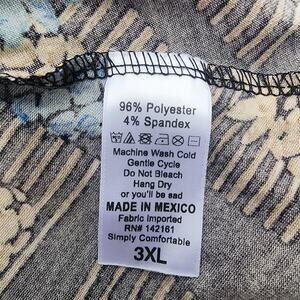 96% Polyester
4% Spandex
Machine Wash Cold
Gentle Cycle
Do Not Bleach
Hang Dry
or you'll be sad
MADE IN MEXICO
Fabric Imported
RN# 142161
Simply Comfortable
3XL